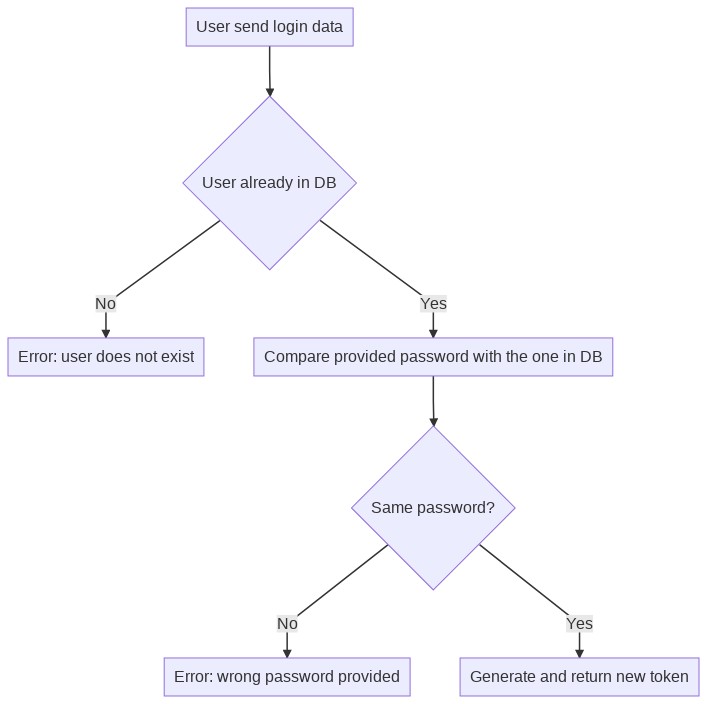 User send login data
User already in DB
No
Yes
Error: user does not exist
Compare provided password with the one in DB
Same password?
No
Yes
Error: wrong password provided
Generate and return new token